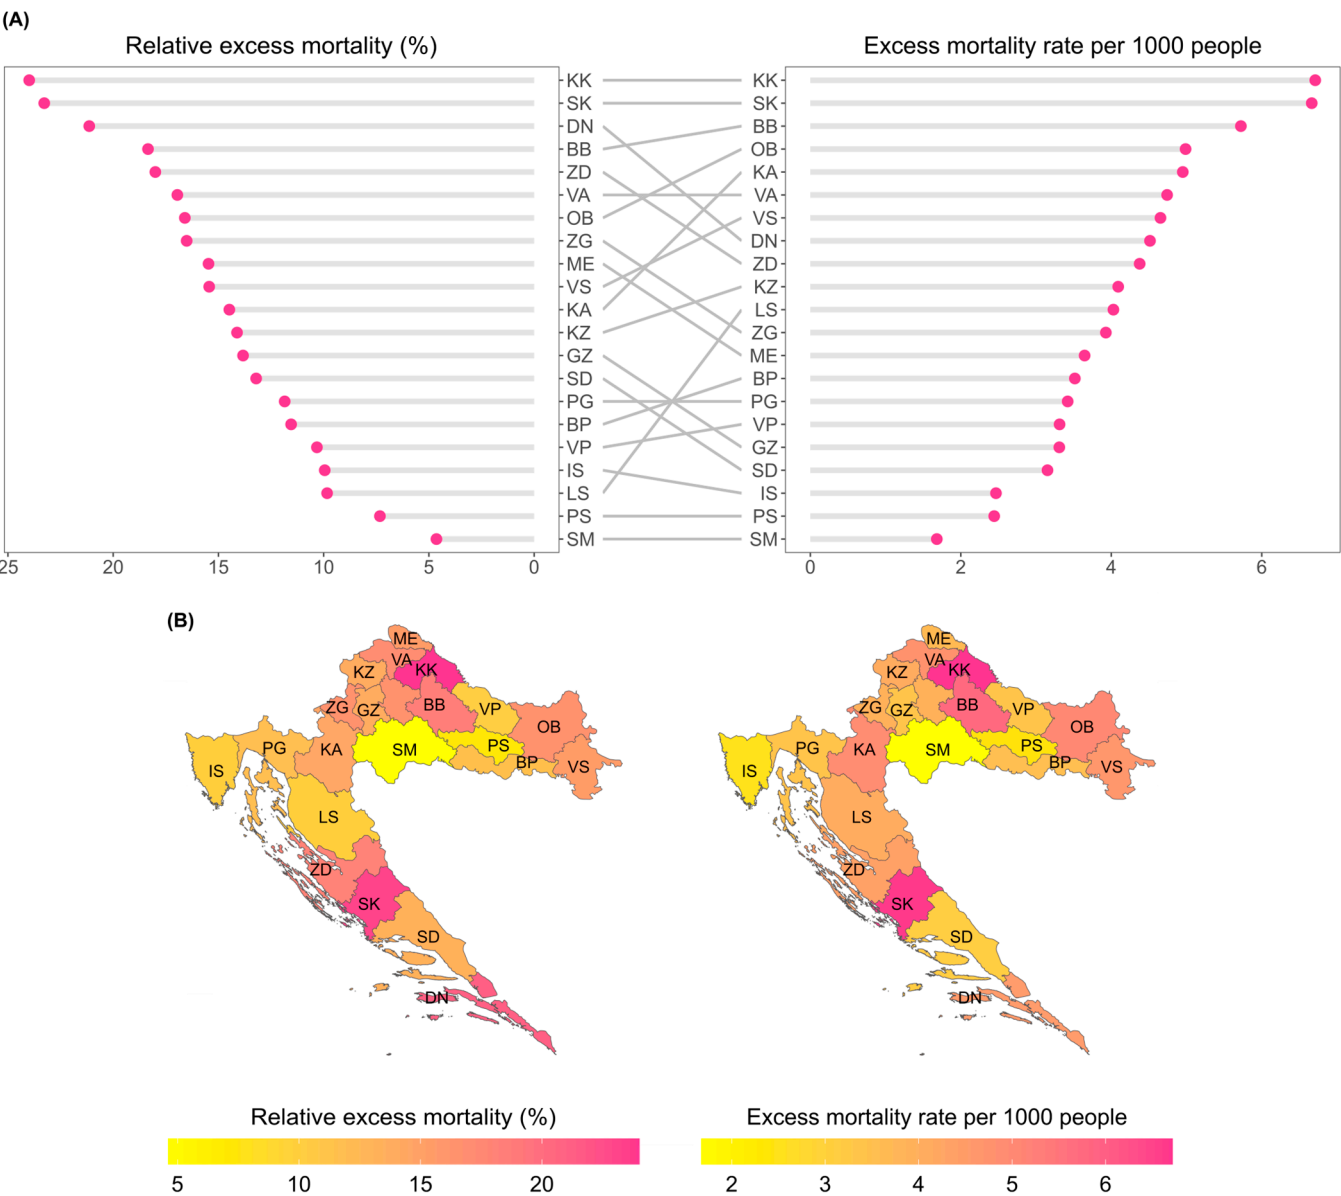 (A)
Relative excess mortality (%) Excess mortality rate per 1000 people
KK KK
SK SK
DN BB
BB OB
ZD KA
VA VA
OB VS
ZG DN
ME ZD
VS KZ
KA LS
KZ ZG
GZ ME
SD BP
PG PG
BP VP
VP GZ
IS SD
LS IS
PS PS
SM SM
25 20 15 10 5 0 0 2 4 6
(B)
ME ME
VA VA
KZ KK KZ KK
ZG GZ BB VP ZG GZ BB VP
OB OB
PG KA SM PS PG KA SM PS
IS BP VS IS BP VS
LS LS
ZD ZD
SK SK
SD SD
DN DN
Relative excess mortality (%) Excess mortality rate per 1000 people
5 10 15 20 2 3 4 5 6